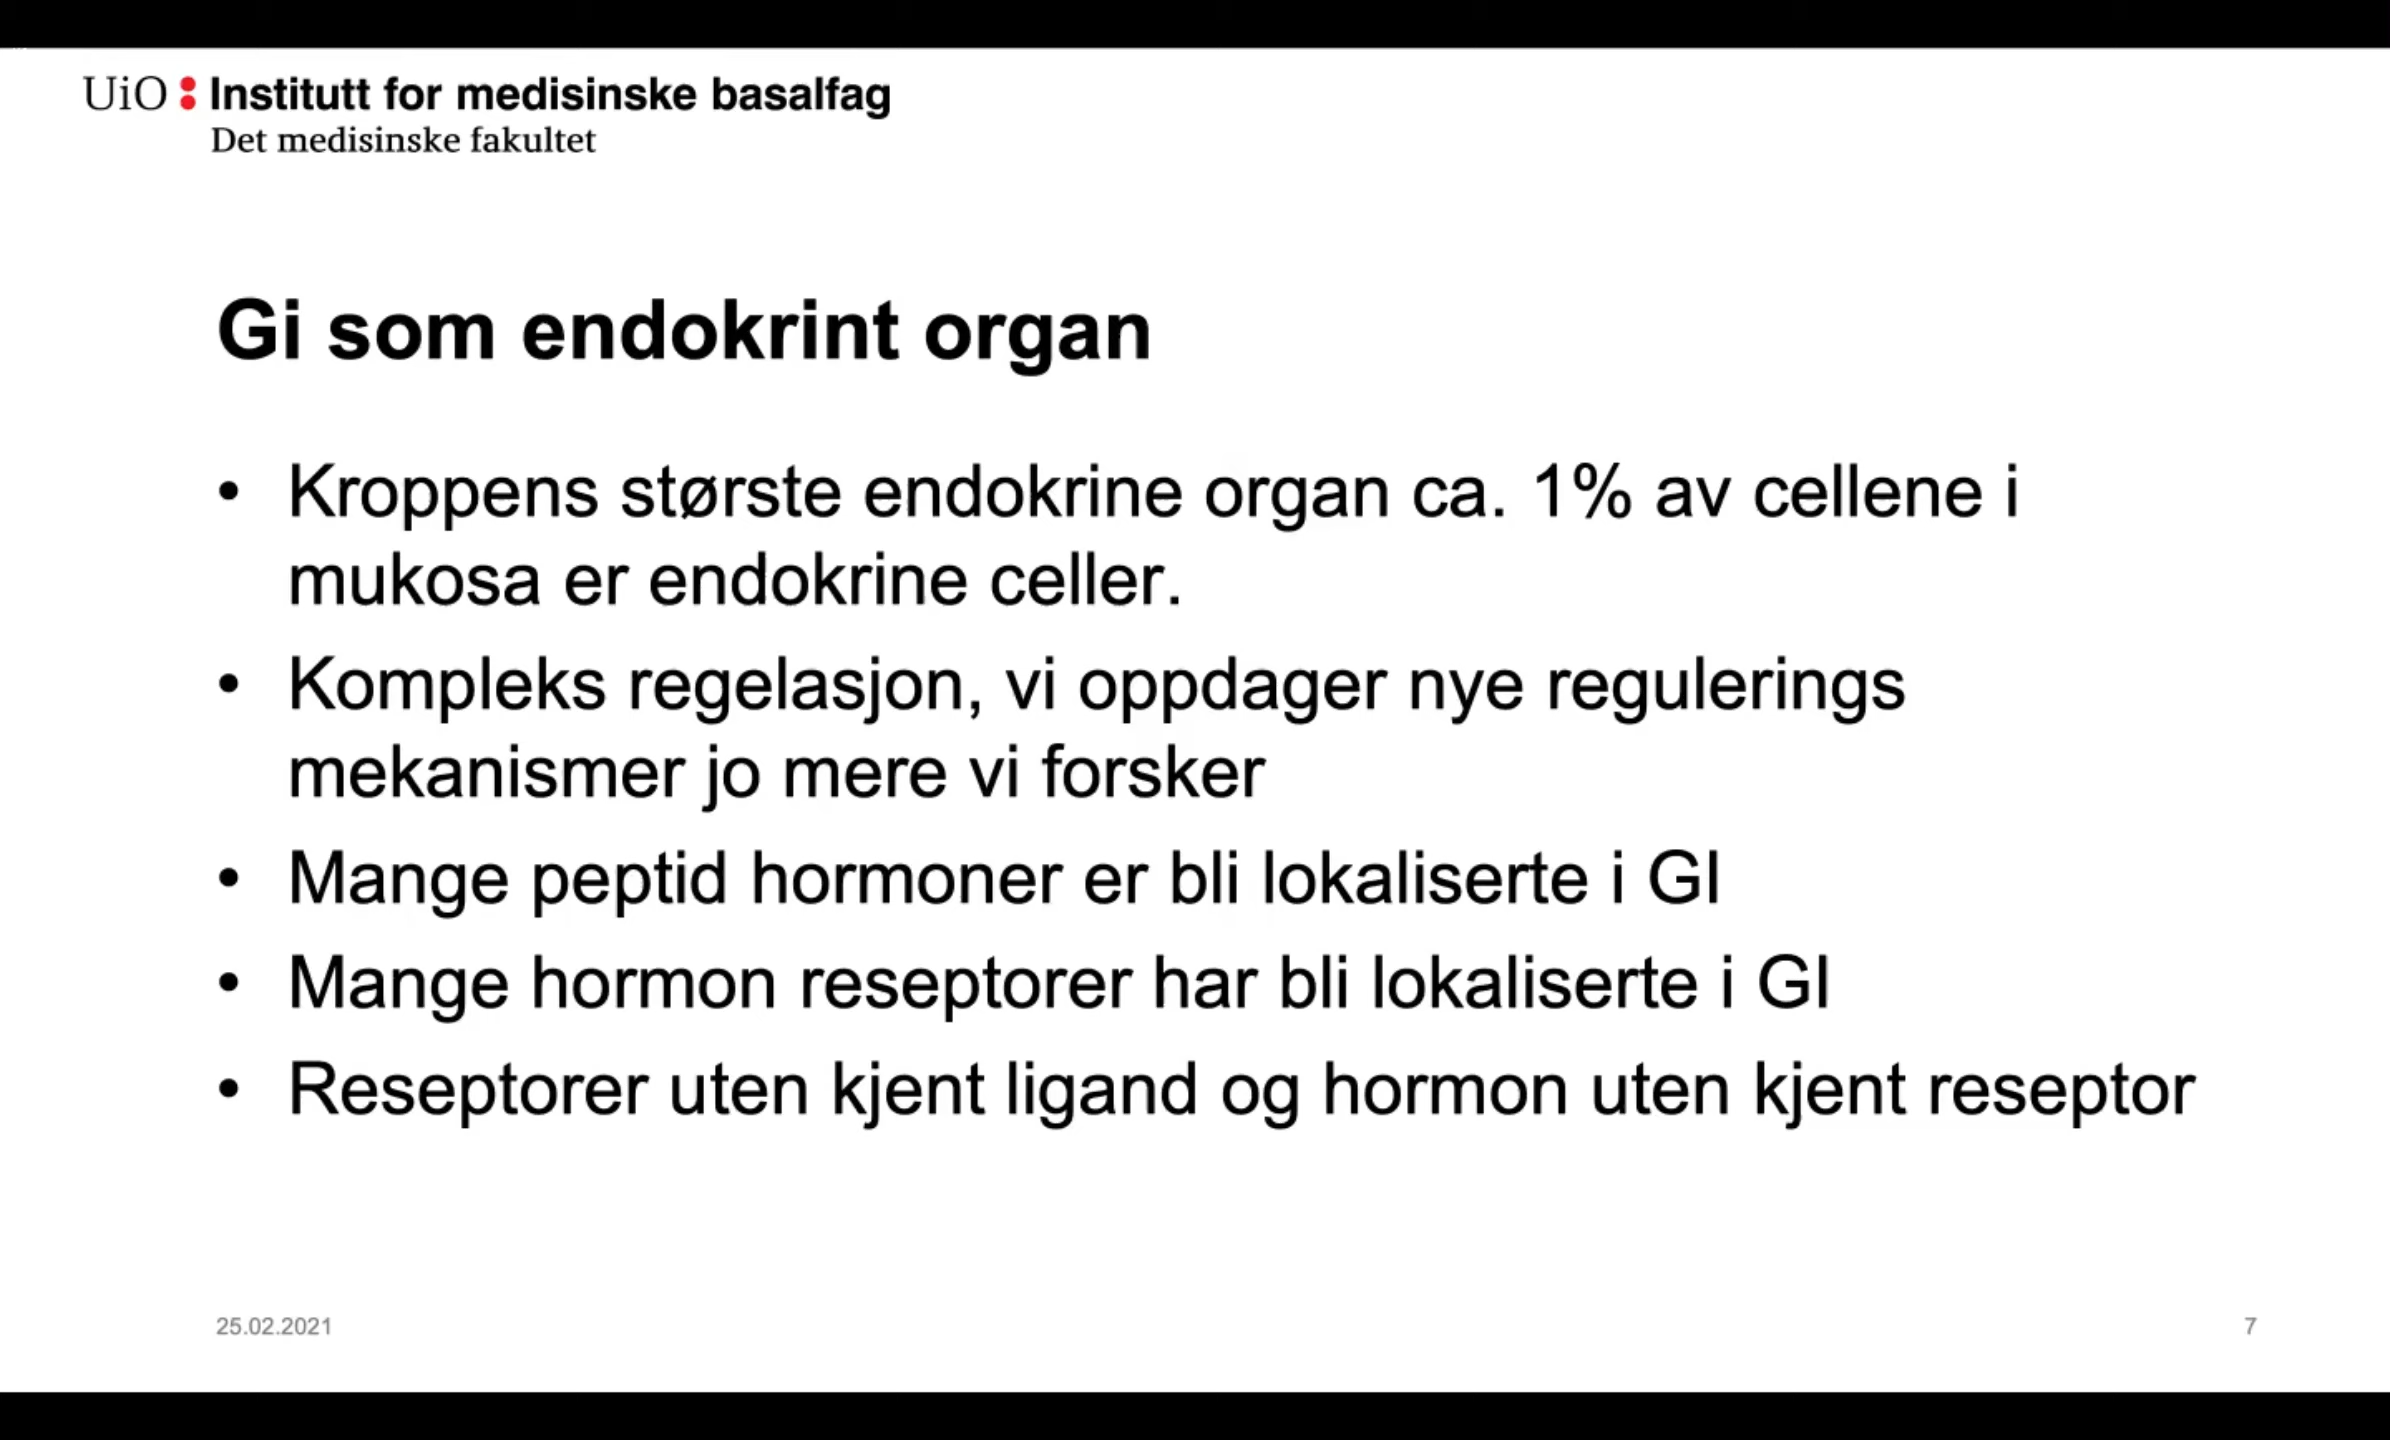 UiO : Institutt for medisinske basalfag
Det medisinske fakultet
Gi som endokrint organ
• Kroppens største endokrine organ ca. 1% av cellene i
mukosa er endokrine celler.
• Kompleks regelasjon, vi oppdager nye regulerings
mekanismer jo mere vi forsker
• Mange peptid hormoner er bli lokaliserte i GI
• Mange hormon reseptorer har bli lokaliserte i GI
• Reseptorer uten kjent ligand og hormon uten kjent reseptor
25.02.2021
7